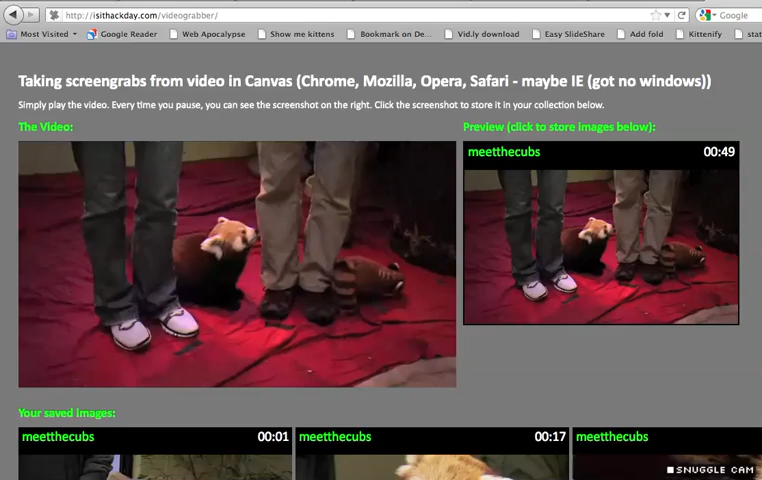 http://isithackday.com/videograbber/
Google
Most Visited
Google Reader
Web Apocalypse
Show me kittens
Bookmark on De...
Vid.ly download
Easy SlideShare
Add fold
Kittenify
stat
Taking screengrabs from video in Canvas (Chrome, Mozilla, Opera, Safari - maybe IE (got no windows))
Simply play the video. Every time you pause, you can see the screenshot on the right. Click the screenshot to store it in your collection below.
The Video:
Preview (click to store images below):
meetthecubs 00:49
Your saved images:
meetthecubs 00:01
meetthecubs 00:17
meetthecubs
SNUGGLE CAM